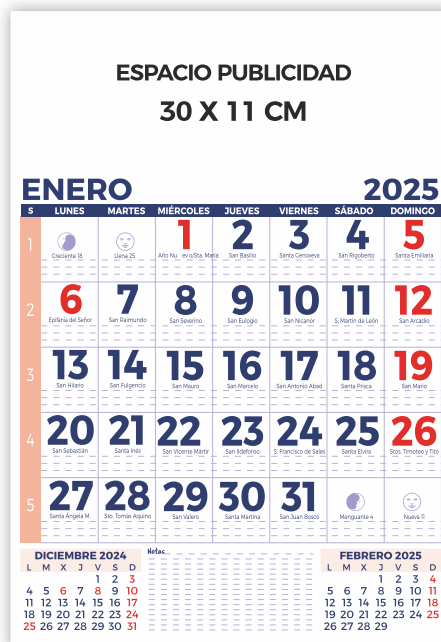 ESPACIO PUBLICIDAD
30 X 11 CM
ENERO 2025
S LUNES MARTES MIÉRCOLES JUEVES VIERNES SÁBADO DOMINGO
1 1 2 3 4 5
Creciente 18 Llena 25 Año Nu ev o/Sta. María San Basilio Santa Genoveva San Rigoberto Santa Emiliana
2 6 7 8 9 10 11 12
Epifanía del Señor San Raimundo San Severino San Eulogio San Nicanor S. Martín de León San Arcadio
3 13 14 15 16 17 18 19
San Hilario San Fulgencio San Mauro San Marcelo San Antonio Abad Santa Prisca San Mario
4 20 21 22 23 24 25 26
San Sebastián Santa Inés San Vicente Mártir San Ildefonso S. Francisco de Sales Santa Elvira Stos. Timoteo y Tito
5 27 28 29 30 31
Santa Ángela M. Sto. Tomás Aquino San Valero Santa Martina San Juan Bosco Menguante 4 Nueva 11
DICIEMBRE 2024
L M X J V S D
1 2 3
4 5 6 7 8 9 10
11 12 13 14 15 16 17
18 19 20 21 22 23 24
25 26 27 28 29 30 31
Notas...
FEBRERO 2025
L M X J V S D
1 2 3 4
5 6 7 8 9 10 11
12 13 14 15 16 17 18
19 20 21 22 23 24 25
26 27 28 29